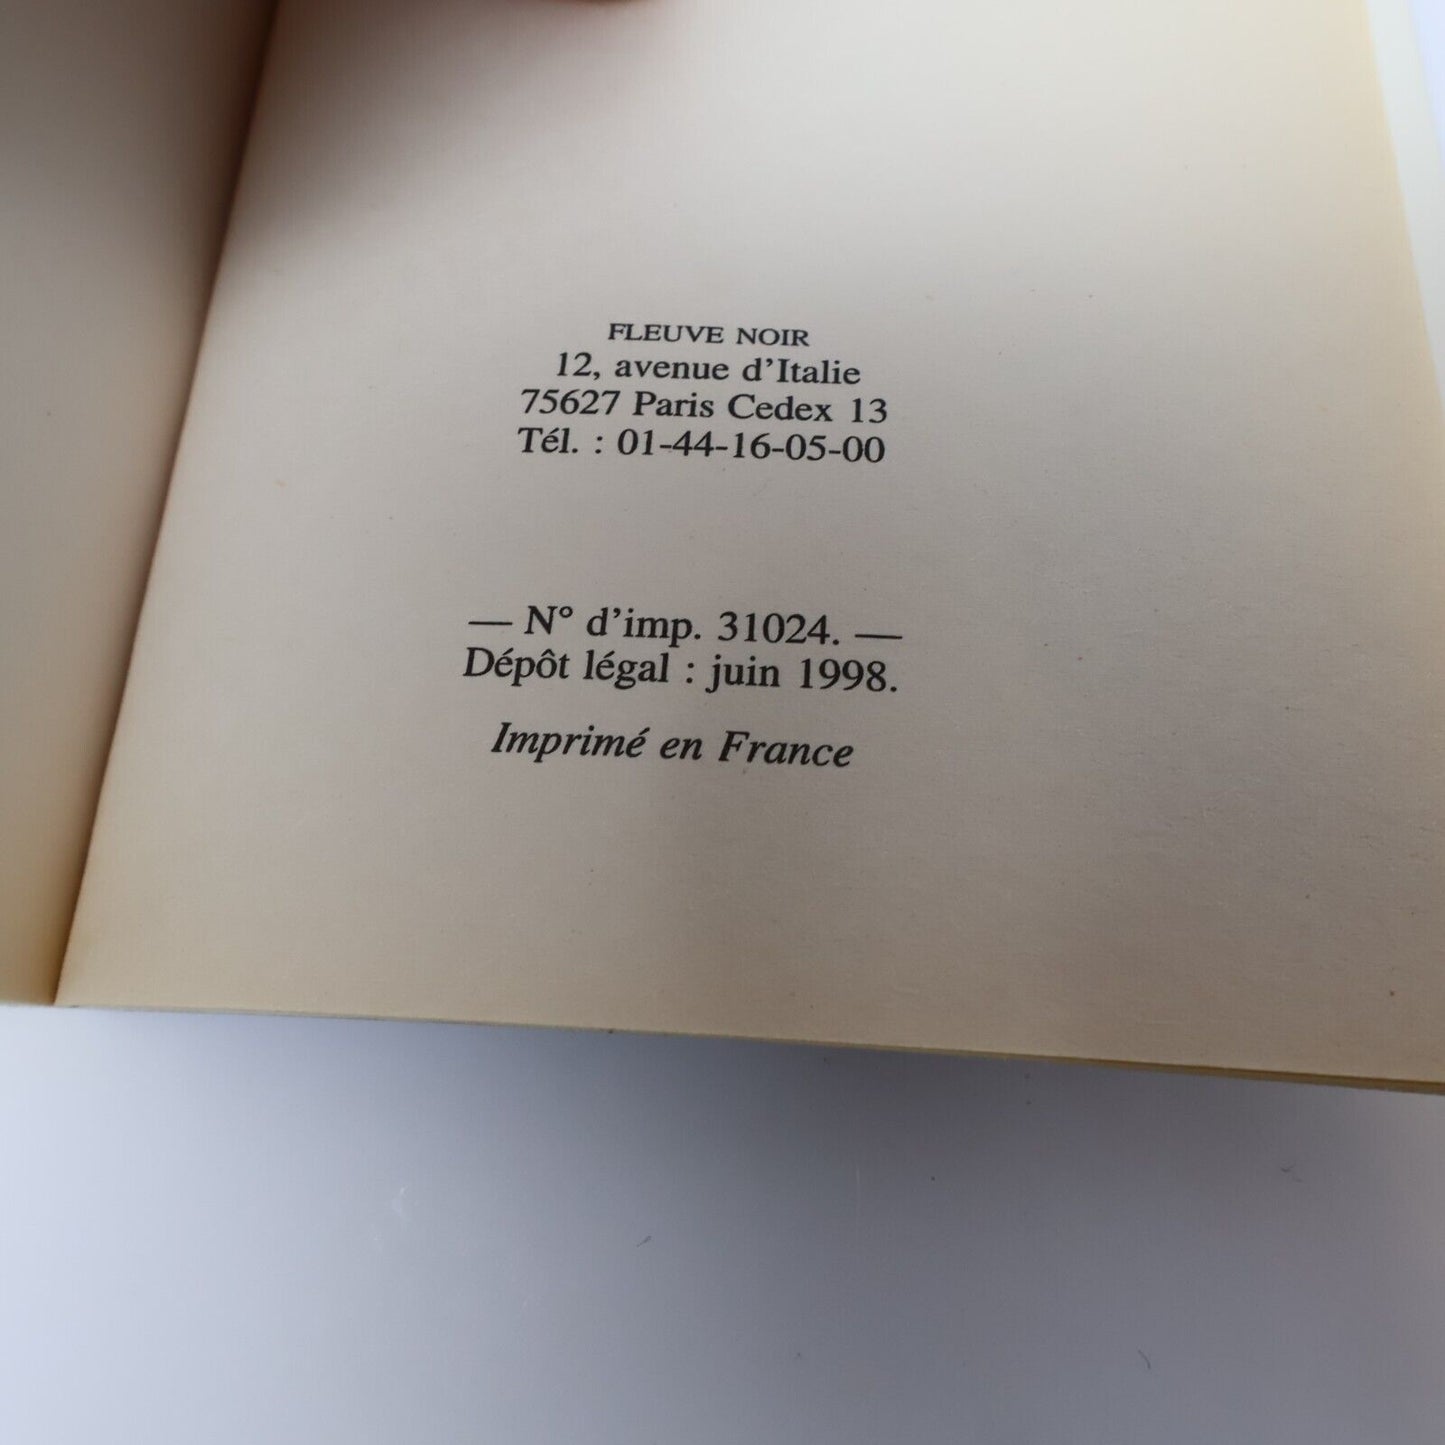 FLEUVE NOIR
12, avenue d'Italie
75627 Paris Cedex 13
Tél. : 01-44-16-05-00
— N° d'imp. 31024. —
Dépôt légal : juin 1998.
Imprimé en France